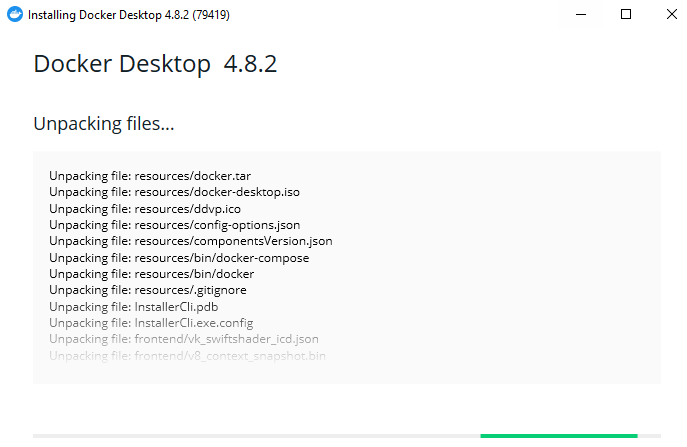 Installing Docker Desktop 4.8.2 (79419)
Docker Desktop 4.8.2
Unpacking files...
Unpacking file: resources/docker.tar
Unpacking file: resources/docker-desktop.iso
Unpacking file: resources/ddvp.ico
Unpacking file: resources/config-options.json
Unpacking file: resources/componentsVersion.json
Unpacking file: resources/bin/docker-compose
Unpacking file: resources/bin/docker
Unpacking file: resources/.gitignore
Unpacking file: InstallerCli.pdb
Unpacking file: InstallerCli.exe.config
Unpacking file: frontend/vk_swiftshader_icd.json
Unpacking file: frontend/v8_context_snapshot.bin